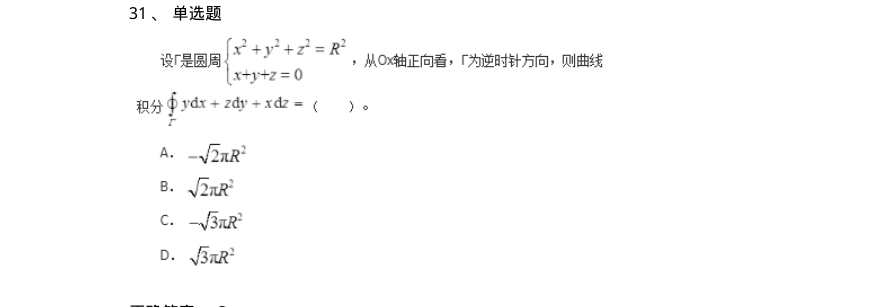 31 、 单选题
设Γ是圆周{x² + y² + z² = R² x+y+z = 0 ，从Ox轴正向看，Γ为逆时针方向，则曲线
积分∮Γ ydx + zdy + xdz =（　　）。
A. −√2πR²
B. √2πR²
C. −√3πR²
D. √3πR²